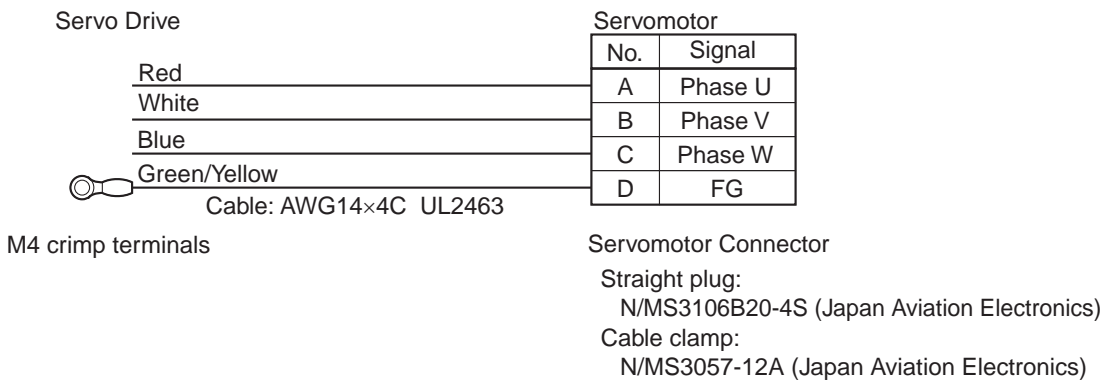 Servo Drive
Servomotor
No. Signal
Red
A Phase U
White
B Phase V
Blue
C Phase W
Green/Yellow
D FG
Cable: AWG14×4C UL2463
M4 crimp terminals
Servomotor Connector
Straight plug:
N/MS3106B20-4S (Japan Aviation Electronics)
Cable clamp:
N/MS3057-12A (Japan Aviation Electronics)